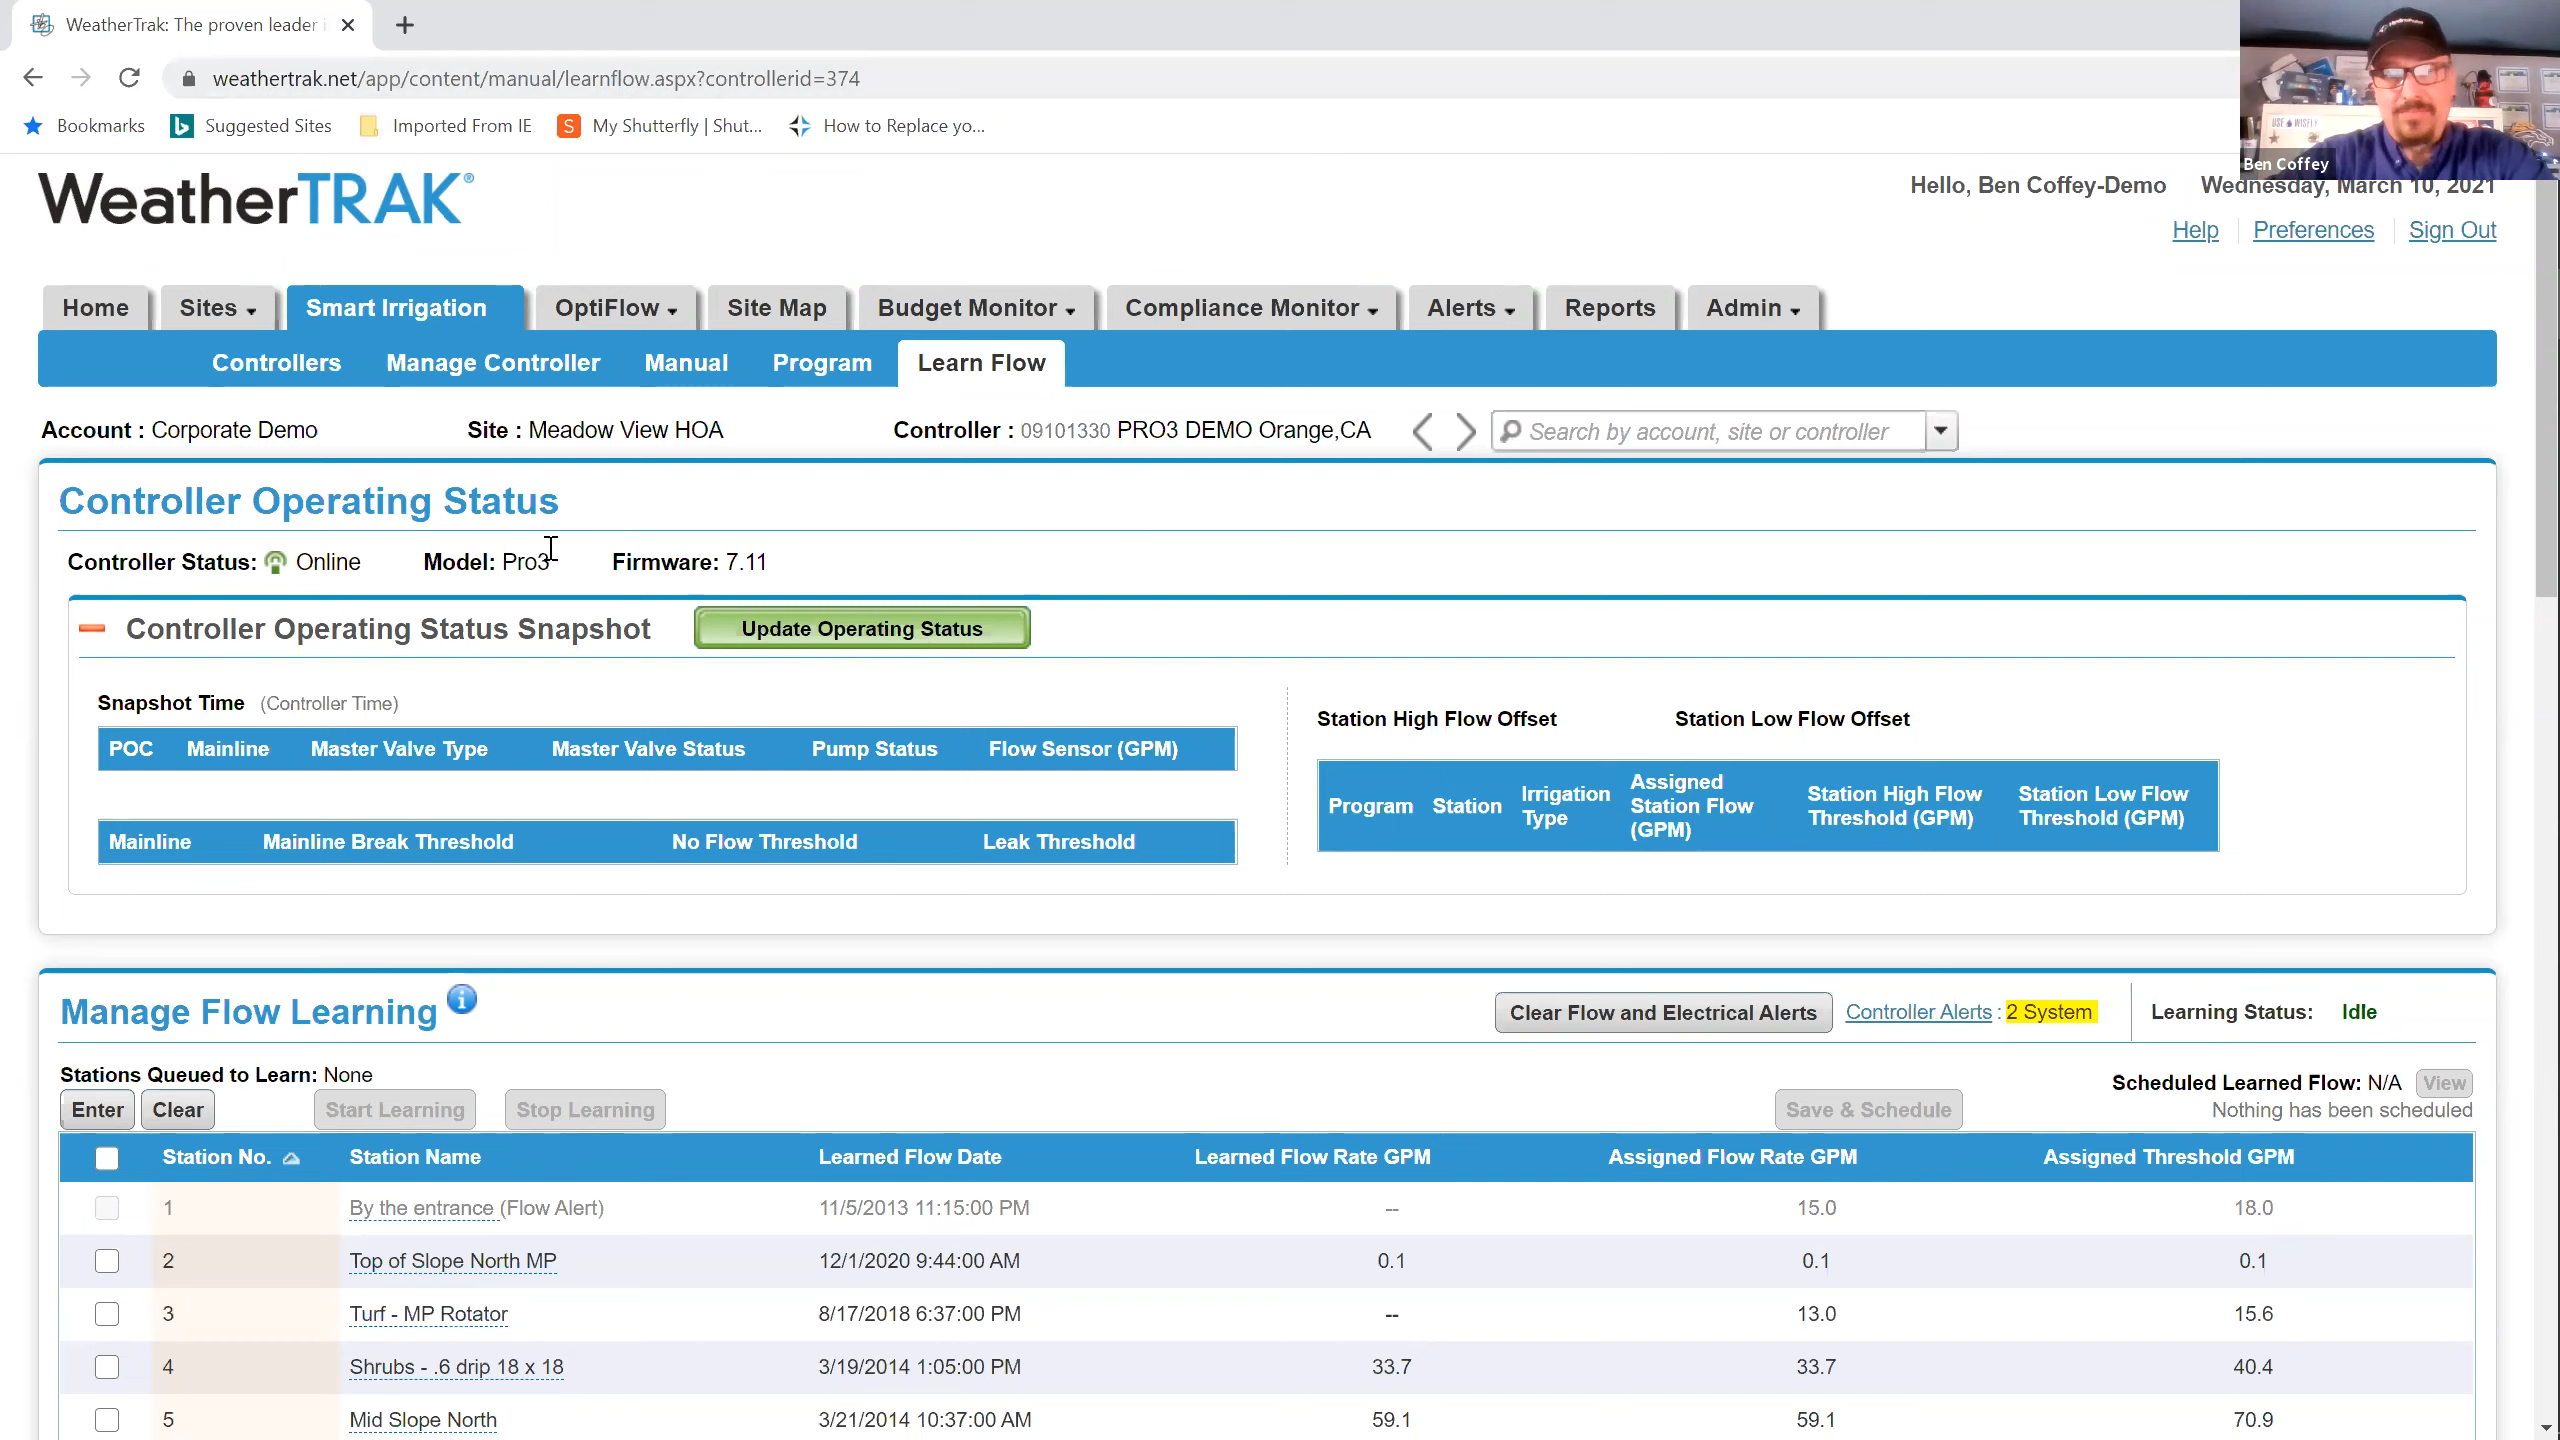 WeatherTrak: The proven leader i
weathertrak.net/app/content/manual/learnflow.aspx?controllerid=374
Bookmarks Suggested Sites Imported From IE My Shutterfly | Shut... How to Replace yo...
USE WISELY
Ben Coffey
WeatherTRAK®
Hello, Ben Coffey-Demo Wednesday, March 10, 2021
Help Preferences Sign Out
Home Sites Smart Irrigation OptiFlow Site Map Budget Monitor Compliance Monitor Alerts Reports Admin
Controllers Manage Controller Manual Program Learn Flow
Account : Corporate Demo Site : Meadow View HOA Controller : 09101330 PRO3 DEMO Orange,CA Search by account, site or controller
Controller Operating Status
Controller Status: Online Model: Pro3 Firmware: 7.11
Controller Operating Status Snapshot Update Operating Status
Snapshot Time (Controller Time)
POC Mainline Master Valve Type Master Valve Status Pump Status Flow Sensor (GPM)
Mainline Mainline Break Threshold No Flow Threshold Leak Threshold
Station High Flow Offset Station Low Flow Offset
Program Station Irrigation Type Assigned Station Flow (GPM) Station High Flow Threshold (GPM) Station Low Flow Threshold (GPM)
Manage Flow Learning Clear Flow and Electrical Alerts Controller Alerts : 2 System Learning Status: Idle
Stations Queued to Learn: None Scheduled Learned Flow: N/A View
Enter Clear Start Learning Stop Learning Save & Schedule Nothing has been scheduled
Station No. Station Name Learned Flow Date Learned Flow Rate GPM Assigned Flow Rate GPM Assigned Threshold GPM
1 By the entrance (Flow Alert) 11/5/2013 11:15:00 PM -- 15.0 18.0
2 Top of Slope North MP 12/1/2020 9:44:00 AM 0.1 0.1 0.1
3 Turf - MP Rotator 8/17/2018 6:37:00 PM -- 13.0 15.6
4 Shrubs - .6 drip 18 x 18 3/19/2014 1:05:00 PM 33.7 33.7 40.4
5 Mid Slope North 3/21/2014 10:37:00 AM 59.1 59.1 70.9